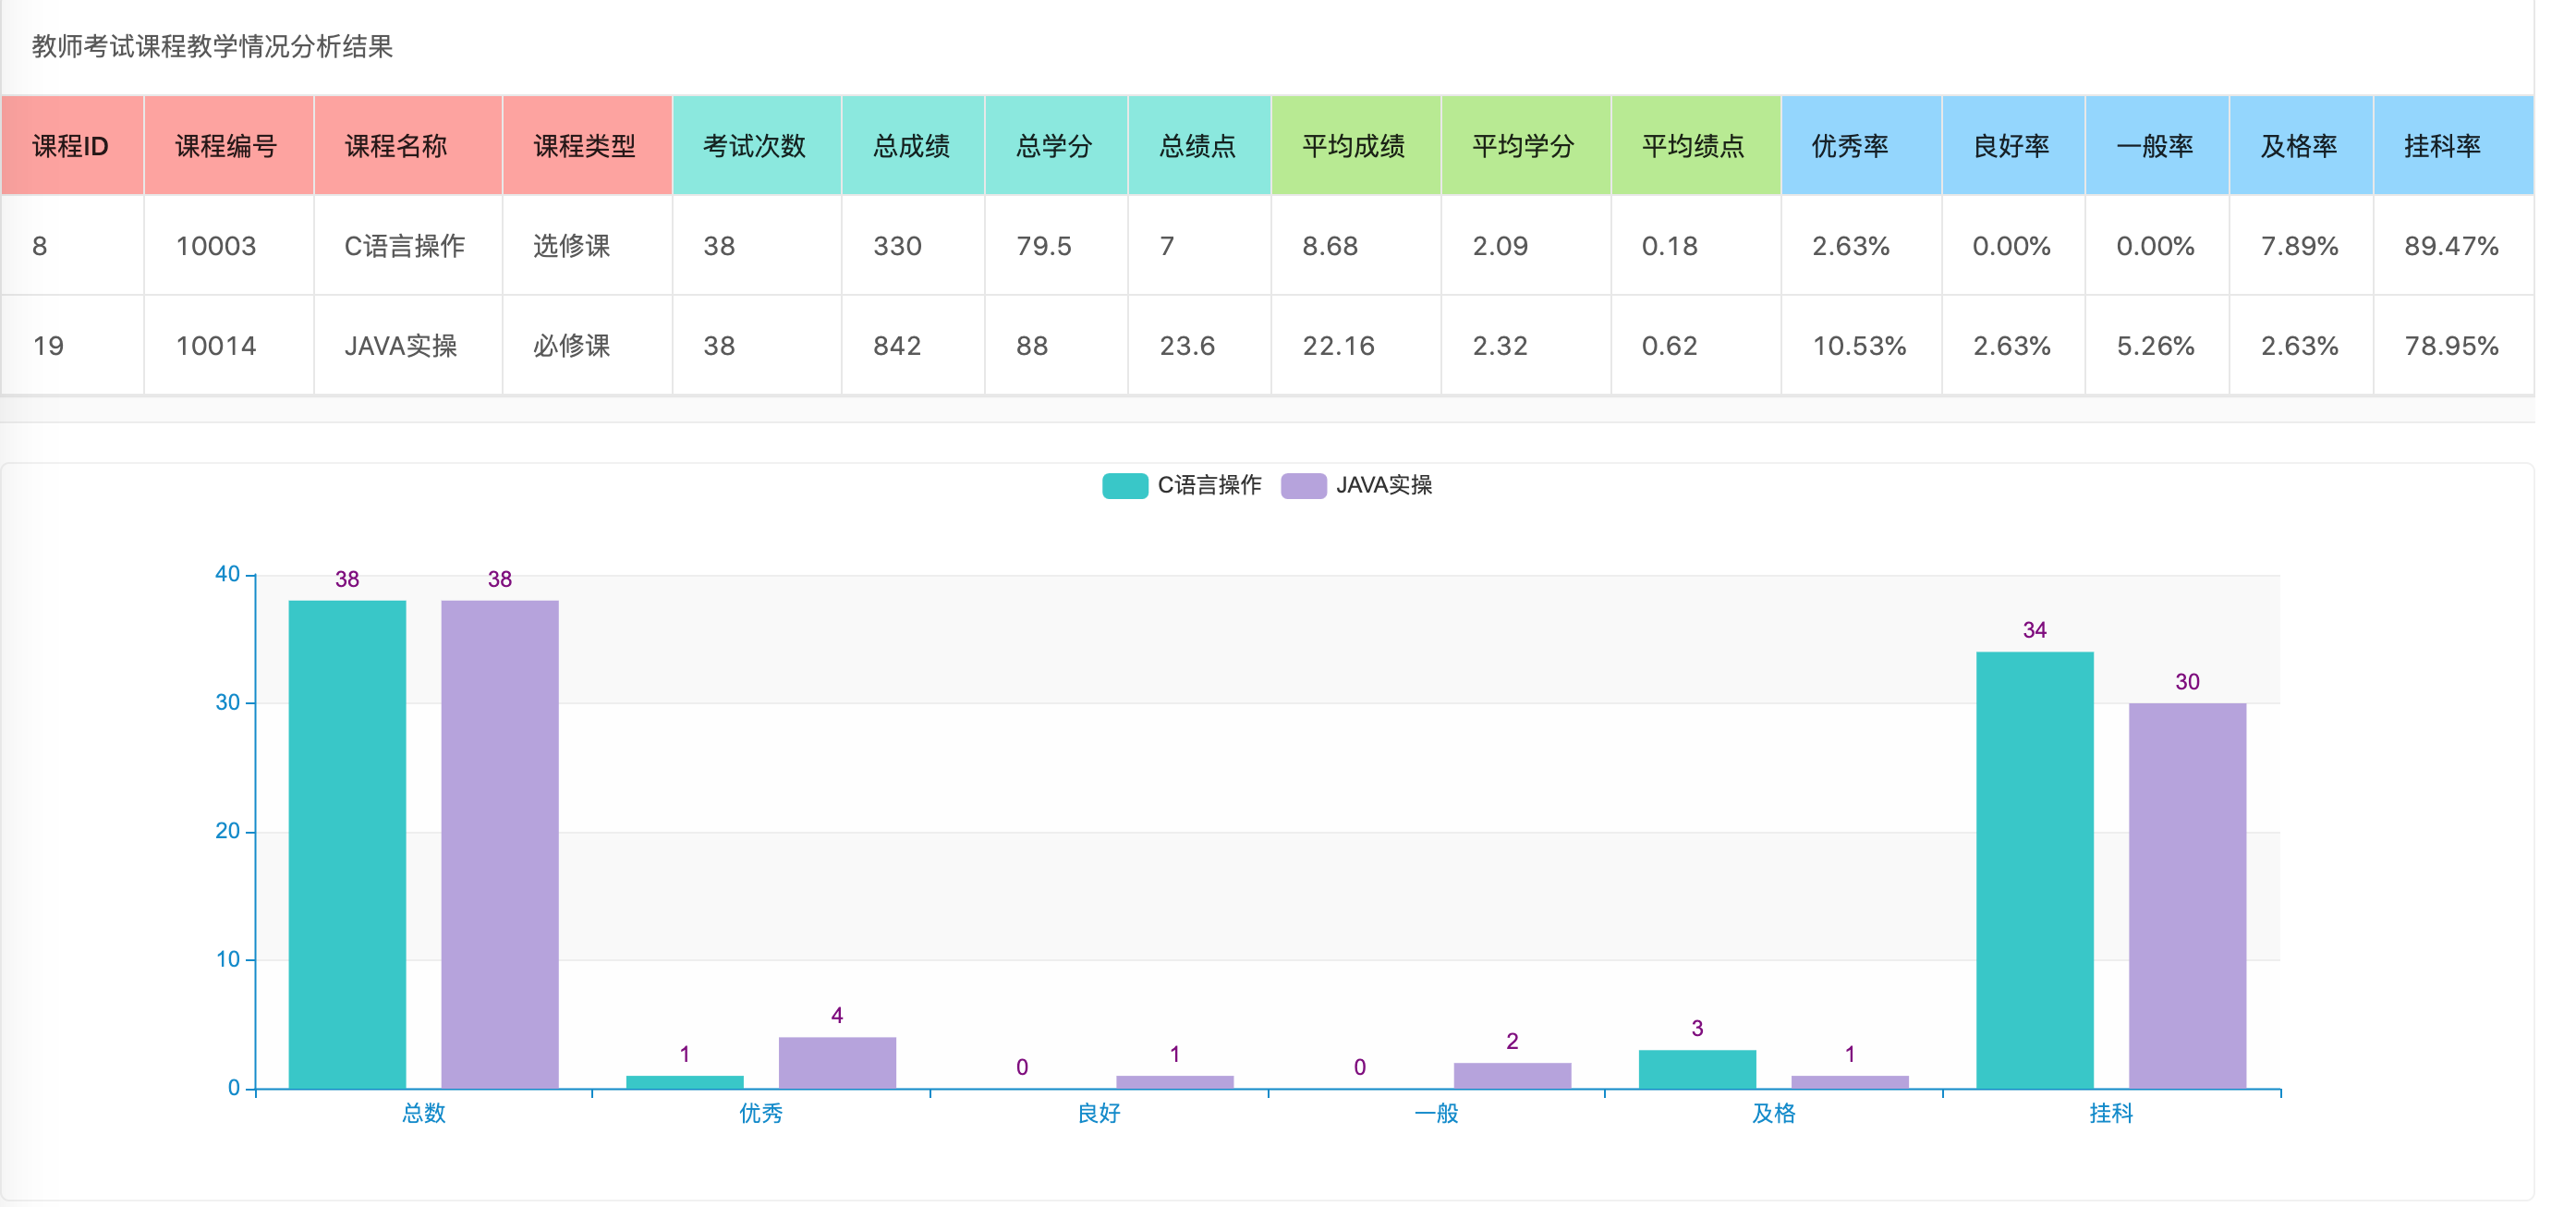 教师考试课程教学情况分析结果
课程ID 课程编号 课程名称 课程类型 考试次数 总成绩 总学分 总绩点 平均成绩 平均学分 平均绩点 优秀率 良好率 一般率 及格率 挂科率
8 10003 C语言操作 选修课 38 330 79.5 7 8.68 2.09 0.18 2.63% 0.00% 0.00% 7.89% 89.47%
19 10014 JAVA实操 必修课 38 842 88 23.6 22.16 2.32 0.62 10.53% 2.63% 5.26% 2.63% 78.95%
C语言操作 JAVA实操
40 38 38
34
30 30
20
10
4
3
2
1 1 1
0 0 0
总数 优秀 良好 一般 及格 挂科